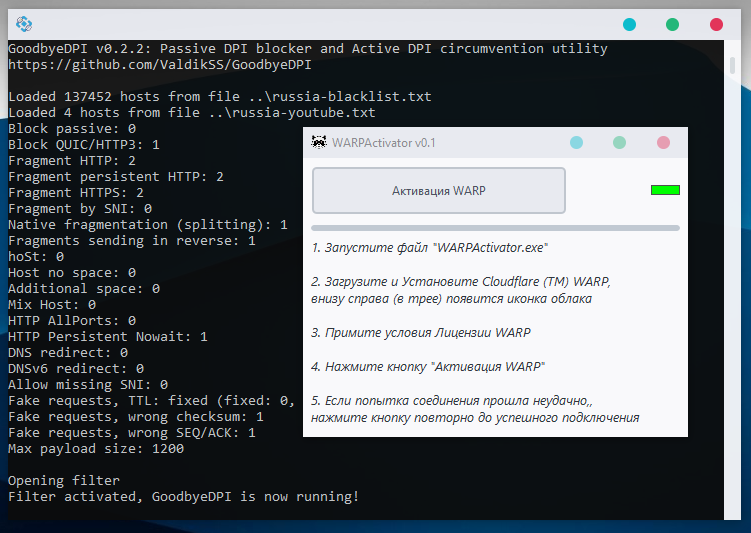 GoodbyeDPI v0.2.2: Passive DPI blocker and Active DPI circumvention utility
https://github.com/ValdikSS/GoodbyeDPI
Loaded 137452 hosts from file ..\russia-blacklist.txt
Loaded 4 hosts from file ..\russia-youtube.txt
Block passive: 0
Block QUIC/HTTP3: 1
Fragment HTTP: 2
Fragment persistent HTTP: 2
Fragment HTTPS: 2
Fragment by SNI: 0
Native fragmentation (splitting): 1
Fragments sending in reverse: 1
hoSt: 0
Host no space: 0
Additional space: 0
Mix Host: 0
HTTP AllPorts: 0
HTTP Persistent Nowait: 1
DNS redirect: 0
DNSv6 redirect: 0
Allow missing SNI: 0
Fake requests, TTL: fixed (fixed: 0,
Fake requests, wrong checksum: 1
Fake requests, wrong SEQ/ACK: 1
Max payload size: 1200
Opening filter
Filter activated, GoodbyeDPI is now running!
WARPActivator v0.1
Активация WARP
1. Запустите файл "WARPActivator.exe"
2. Загрузите и Установите Cloudflare (TM) WARP,
внизу справа (в трее) появится иконка облака
3. Примите условия Лицензии WARP
4. Нажмите кнопку "Активация WARP"
5. Если попытка соединения прошла неудачно,,
нажмите кнопку повторно до успешного подключения